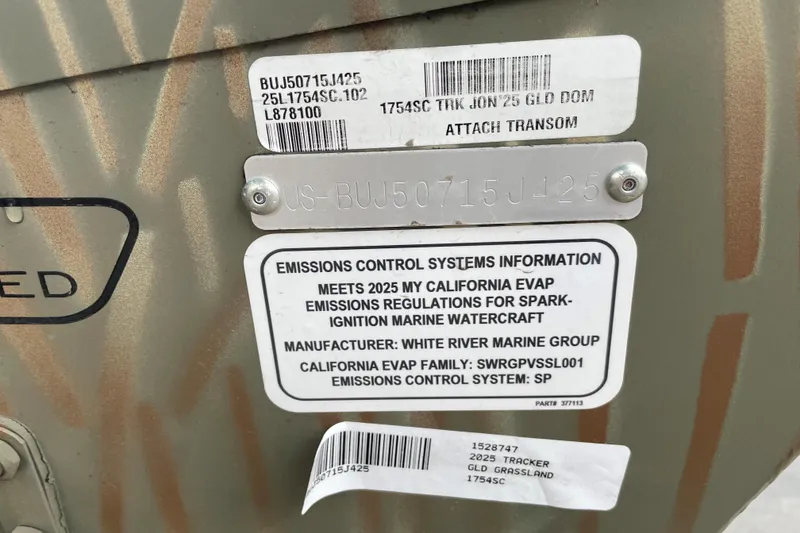 BUJ50715J425
25L1754SC.102
L878100
1754SC TRK JON'25 GLD DOM
ATTACH TRANSOM
US-BUJ50715J425
ED
EMISSIONS CONTROL SYSTEMS INFORMATION
MEETS 2025 MY CALIFORNIA EVAP
EMISSIONS REGULATIONS FOR SPARK-
IGNITION MARINE WATERCRAFT
MANUFACTURER: WHITE RIVER MARINE GROUP
CALIFORNIA EVAP FAMILY: SWRGPVSSL001
EMISSIONS CONTROL SYSTEM: SP
PART# 377113
BUJ50715J425
1528747
2025 TRACKER
GLD GRASSLAND
1754SC